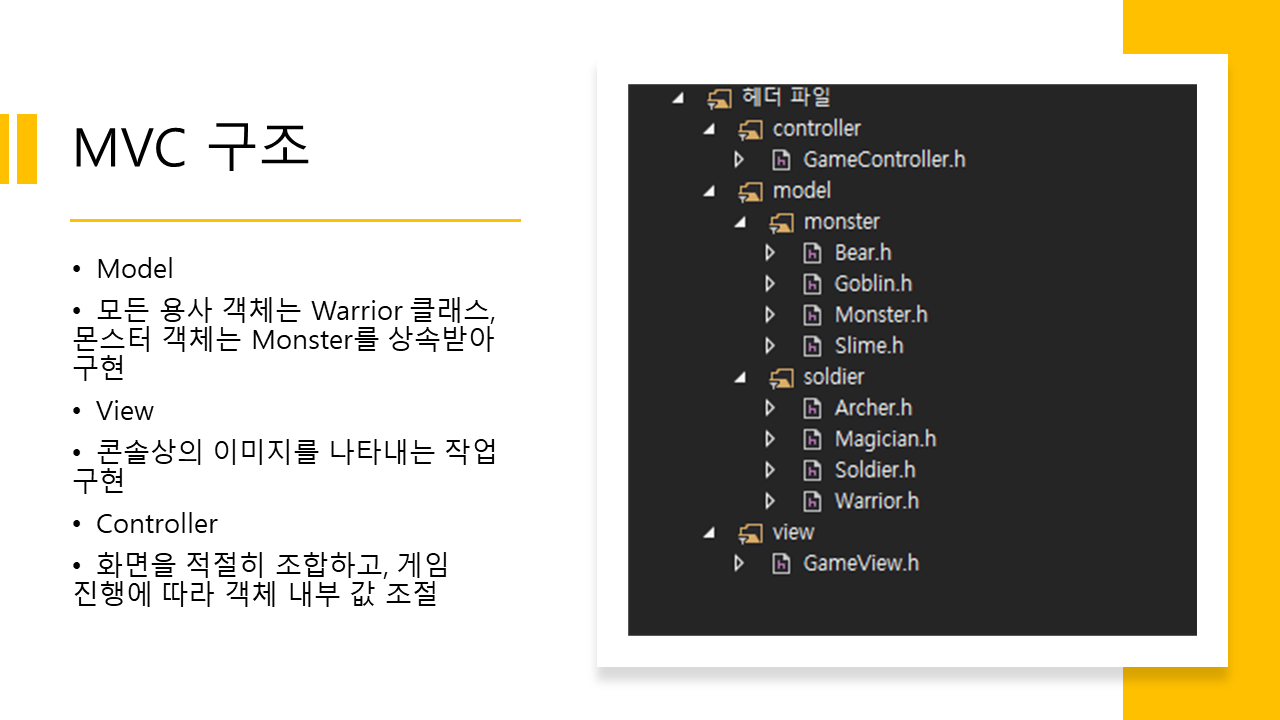 MVC 구조
• Model
• 모든 용사 객체는 Warrior 클래스,
몬스터 객체는 Monster를 상속받아
구현
• View
• 콘솔상의 이미지를 나타내는 작업
구현
• Controller
• 화면을 적절히 조합하고, 게임
진행에 따라 객체 내부 값 조절
헤더 파일
controller
GameController.h
model
monster
Bear.h
Goblin.h
Monster.h
Slime.h
soldier
Archer.h
Magician.h
Soldier.h
Warrior.h
view
GameView.h